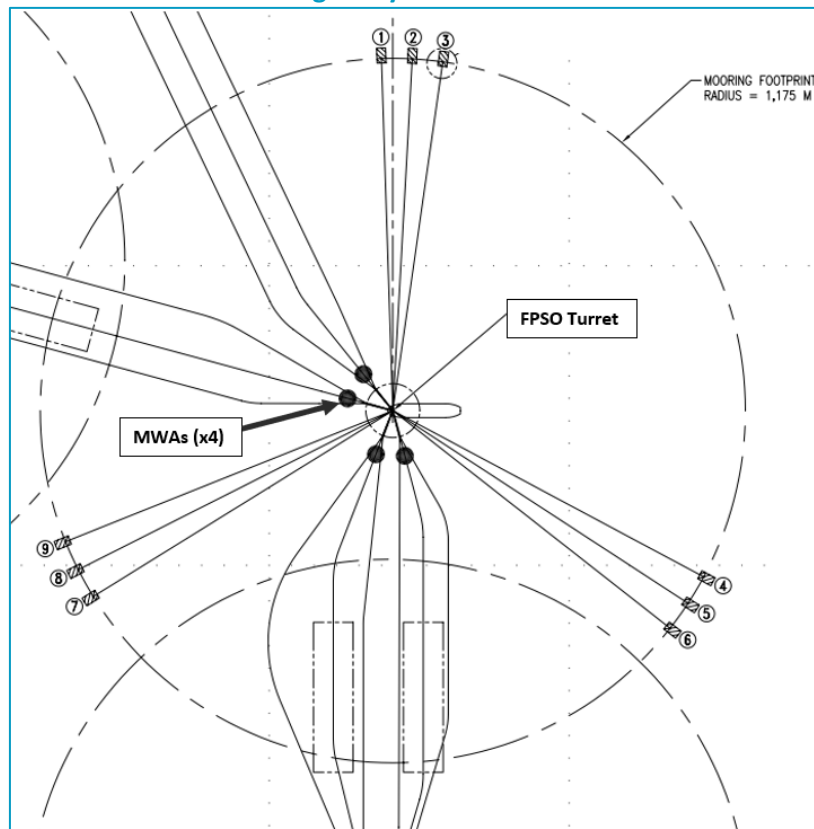 ① ② ③
MOORING FOOTPRINT
RADIUS = 1,175 M
FPSO Turret
MWAs (x4)
⑨
⑧
⑦
④
⑤
⑥